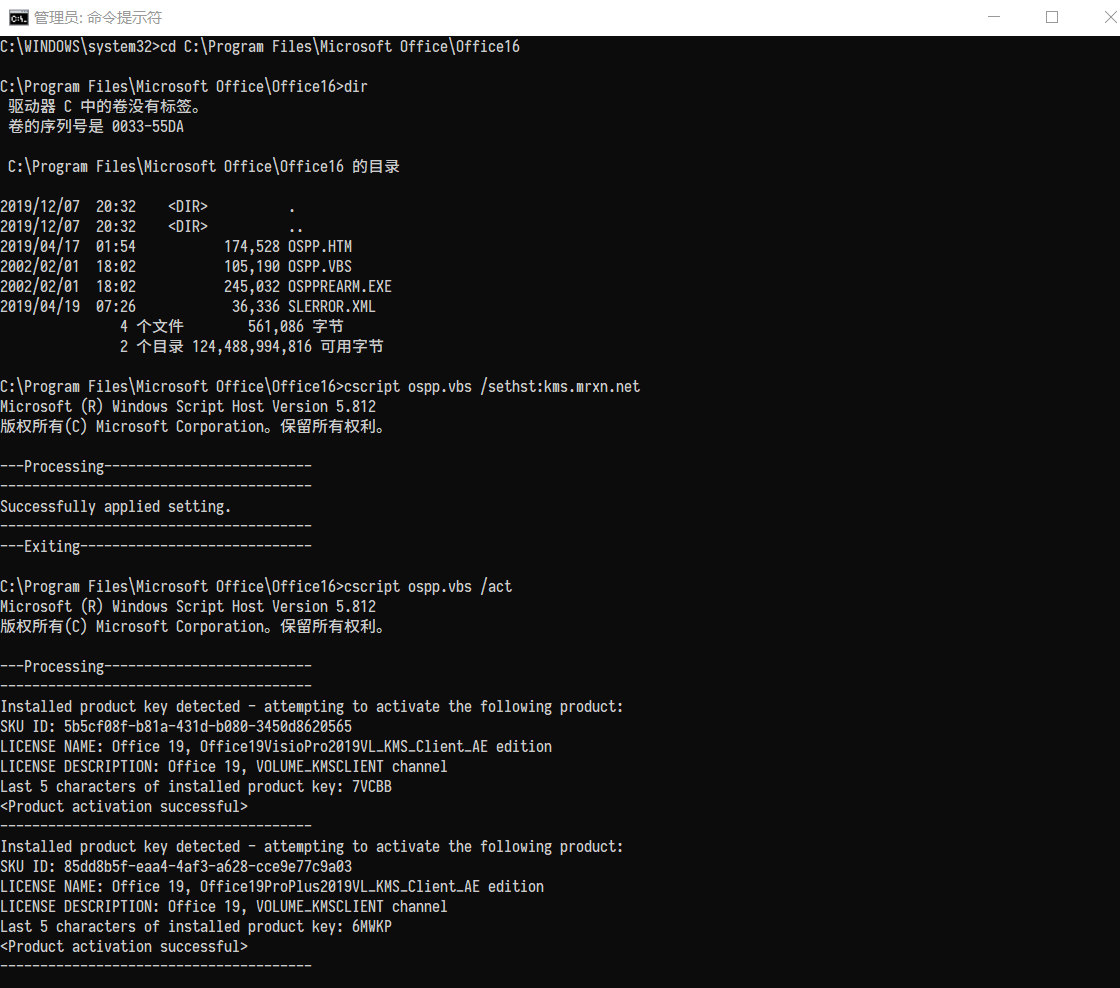 管理员: 命令提示符
C:\WINDOWS\system32>cd C:\Program Files\Microsoft Office\Office16
C:\Program Files\Microsoft Office\Office16>dir
驱动器 C 中的卷没有标签。
卷的序列号是 0033-55DA
C:\Program Files\Microsoft Office\Office16 的目录
2019/12/07  20:32    <DIR>          .
2019/12/07  20:32    <DIR>          ..
2019/04/17  01:54           174,528 OSPP.HTM
2002/02/01  18:02           105,190 OSPP.VBS
2002/02/01  18:02           245,032 OSPPREARM.EXE
2019/04/19  07:26            36,336 SLERROR.XML
4 个文件        561,086 字节
2 个目录 124,488,994,816 可用字节
C:\Program Files\Microsoft Office\Office16>cscript ospp.vbs /sethst:kms.mrxn.net
Microsoft (R) Windows Script Host Version 5.812
版权所有(C) Microsoft Corporation。保留所有权利。
---Processing--------------------------
---------------------------------------
Successfully applied setting.
---------------------------------------
---Exiting-----------------------------
C:\Program Files\Microsoft Office\Office16>cscript ospp.vbs /act
Microsoft (R) Windows Script Host Version 5.812
版权所有(C) Microsoft Corporation。保留所有权利。
---Processing--------------------------
---------------------------------------
Installed product key detected - attempting to activate the following product:
SKU ID: 5b5cf08f-b81a-431d-b080-3450d8620565
LICENSE NAME: Office 19, Office19VisioPro2019VL_KMS_Client_AE edition
LICENSE DESCRIPTION: Office 19, VOLUME_KMSCLIENT channel
Last 5 characters of installed product key: 7VCBB
<Product activation successful>
---------------------------------------
Installed product key detected - attempting to activate the following product:
SKU ID: 85dd8b5f-eaa4-4af3-a628-cce9e77c9a03
LICENSE NAME: Office 19, Office19ProPlus2019VL_KMS_Client_AE edition
LICENSE DESCRIPTION: Office 19, VOLUME_KMSCLIENT channel
Last 5 characters of installed product key: 6MWKP
<Product activation successful>
---------------------------------------